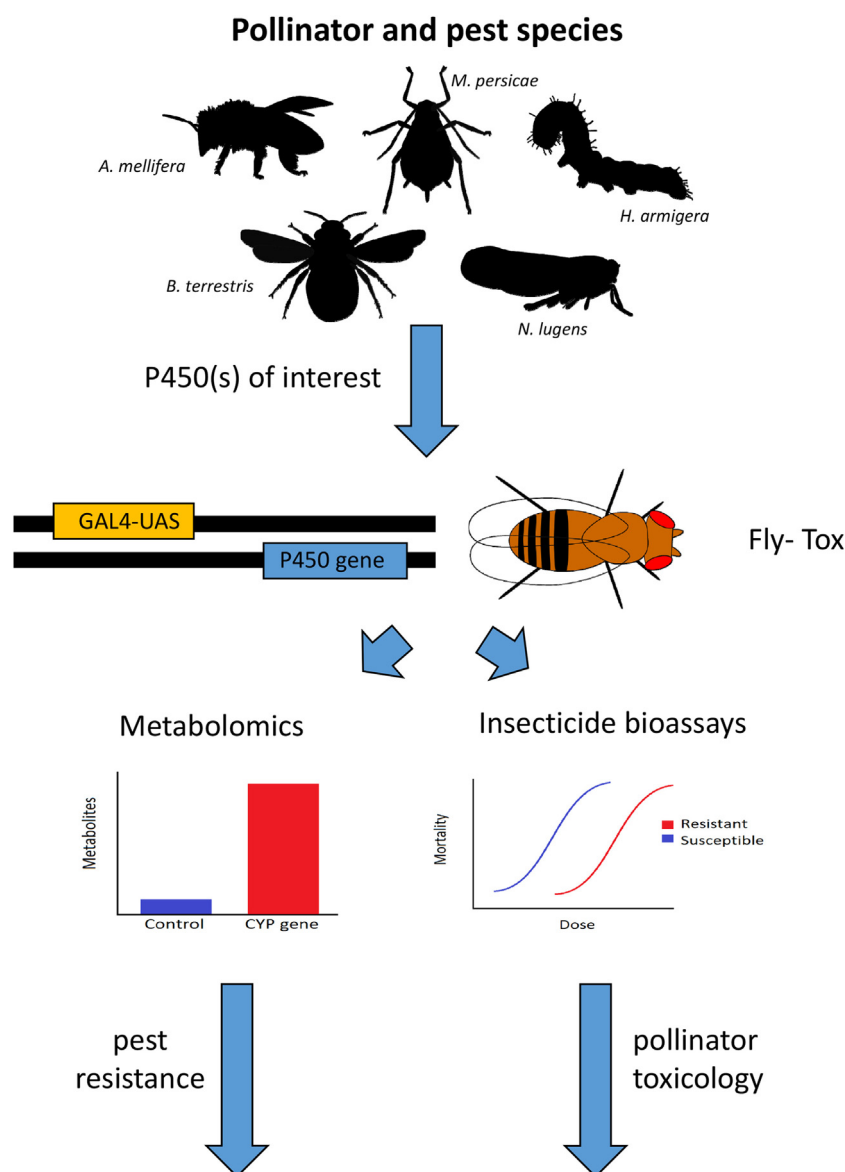 Pollinator and pest species
M. persicae
A. mellifera
H. armigera
B. terrestris
N. lugens
P450(s) of interest
GAL4-UAS
P450 gene
Fly- Tox
Metabolomics
Metabolites
Control
CYP gene
Insecticide bioassays
Mortality
Resistant
Susceptible
Dose
pest
resistance
pollinator
toxicology